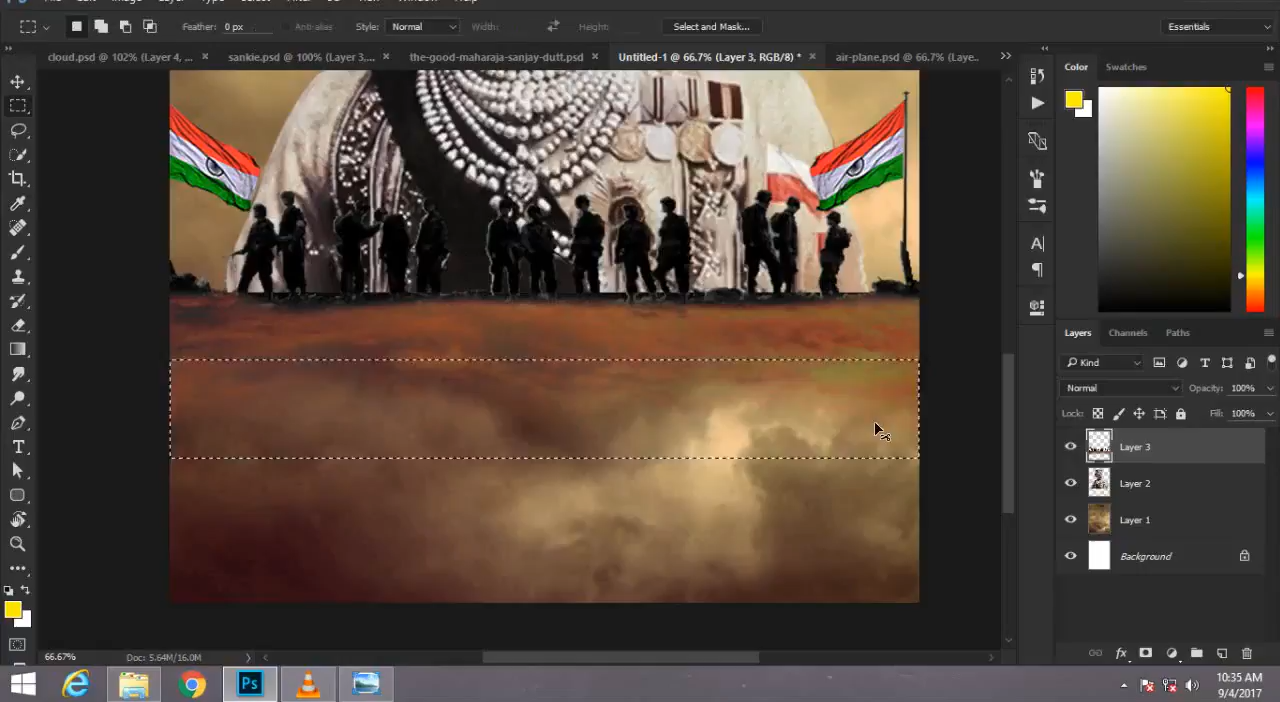 Feather: 0 px Anti-alias Style: Normal Width: Height: Select and Mask... Essentials
cloud.psd @ 102% (Layer 4, ... × sankie.psd @ 100% (Layer 3,... × the-good-maharaja-sanjay-dutt.psd × Untitled-1 @ 66.7% (Layer 3, RGB/8) * × air-plane.psd @ 66.7% (Laye..
Color Swatches
Layers Channels Paths
Kind
Normal Opacity: 100%
Lock: Fill: 100%
Layer 3
Layer 2
Layer 1
Background
66.67% Doc: 5.64M/16.0M
Ps
10:35 AM
9/4/2017